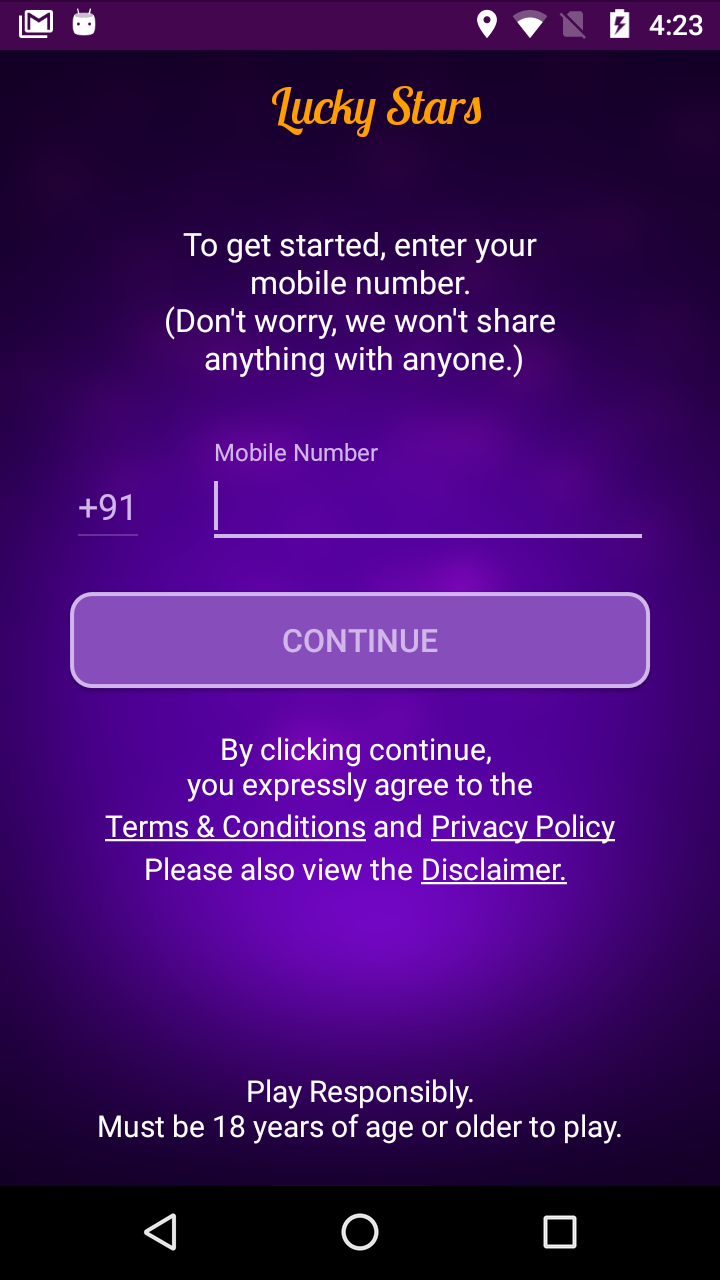 4:23
Lucky Stars
To get started, enter your
mobile number.
(Don't worry, we won't share
anything with anyone.)
Mobile Number
+91
CONTINUE
By clicking continue,
you expressly agree to the
Terms & Conditions and Privacy Policy
Please also view the Disclaimer.
Play Responsibly.
Must be 18 years of age or older to play.